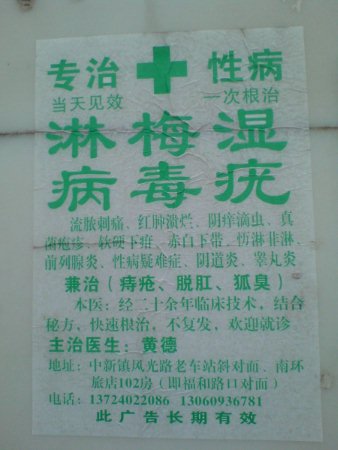 专治 性病
当天见效 一次根治
淋 梅 湿
病 毒 疣
流脓刺痛、红肿溃烂、阴痒滴虫、真
菌疱疹、软硬下疳、赤白下带、疬淋非淋、
前列腺炎、性病疑难症、阴道炎、睾丸炎
兼治（痔疮、脱肛、狐臭）
本医：经二十余年临床技术，结合
秘方，快速根治，不复发，欢迎就诊
主治医生：黄德
地址：中新镇风光路老车站斜对面、南环
旅店102房（即福和路口对面）
电话：13724022086 13060936781
此广告长期有效